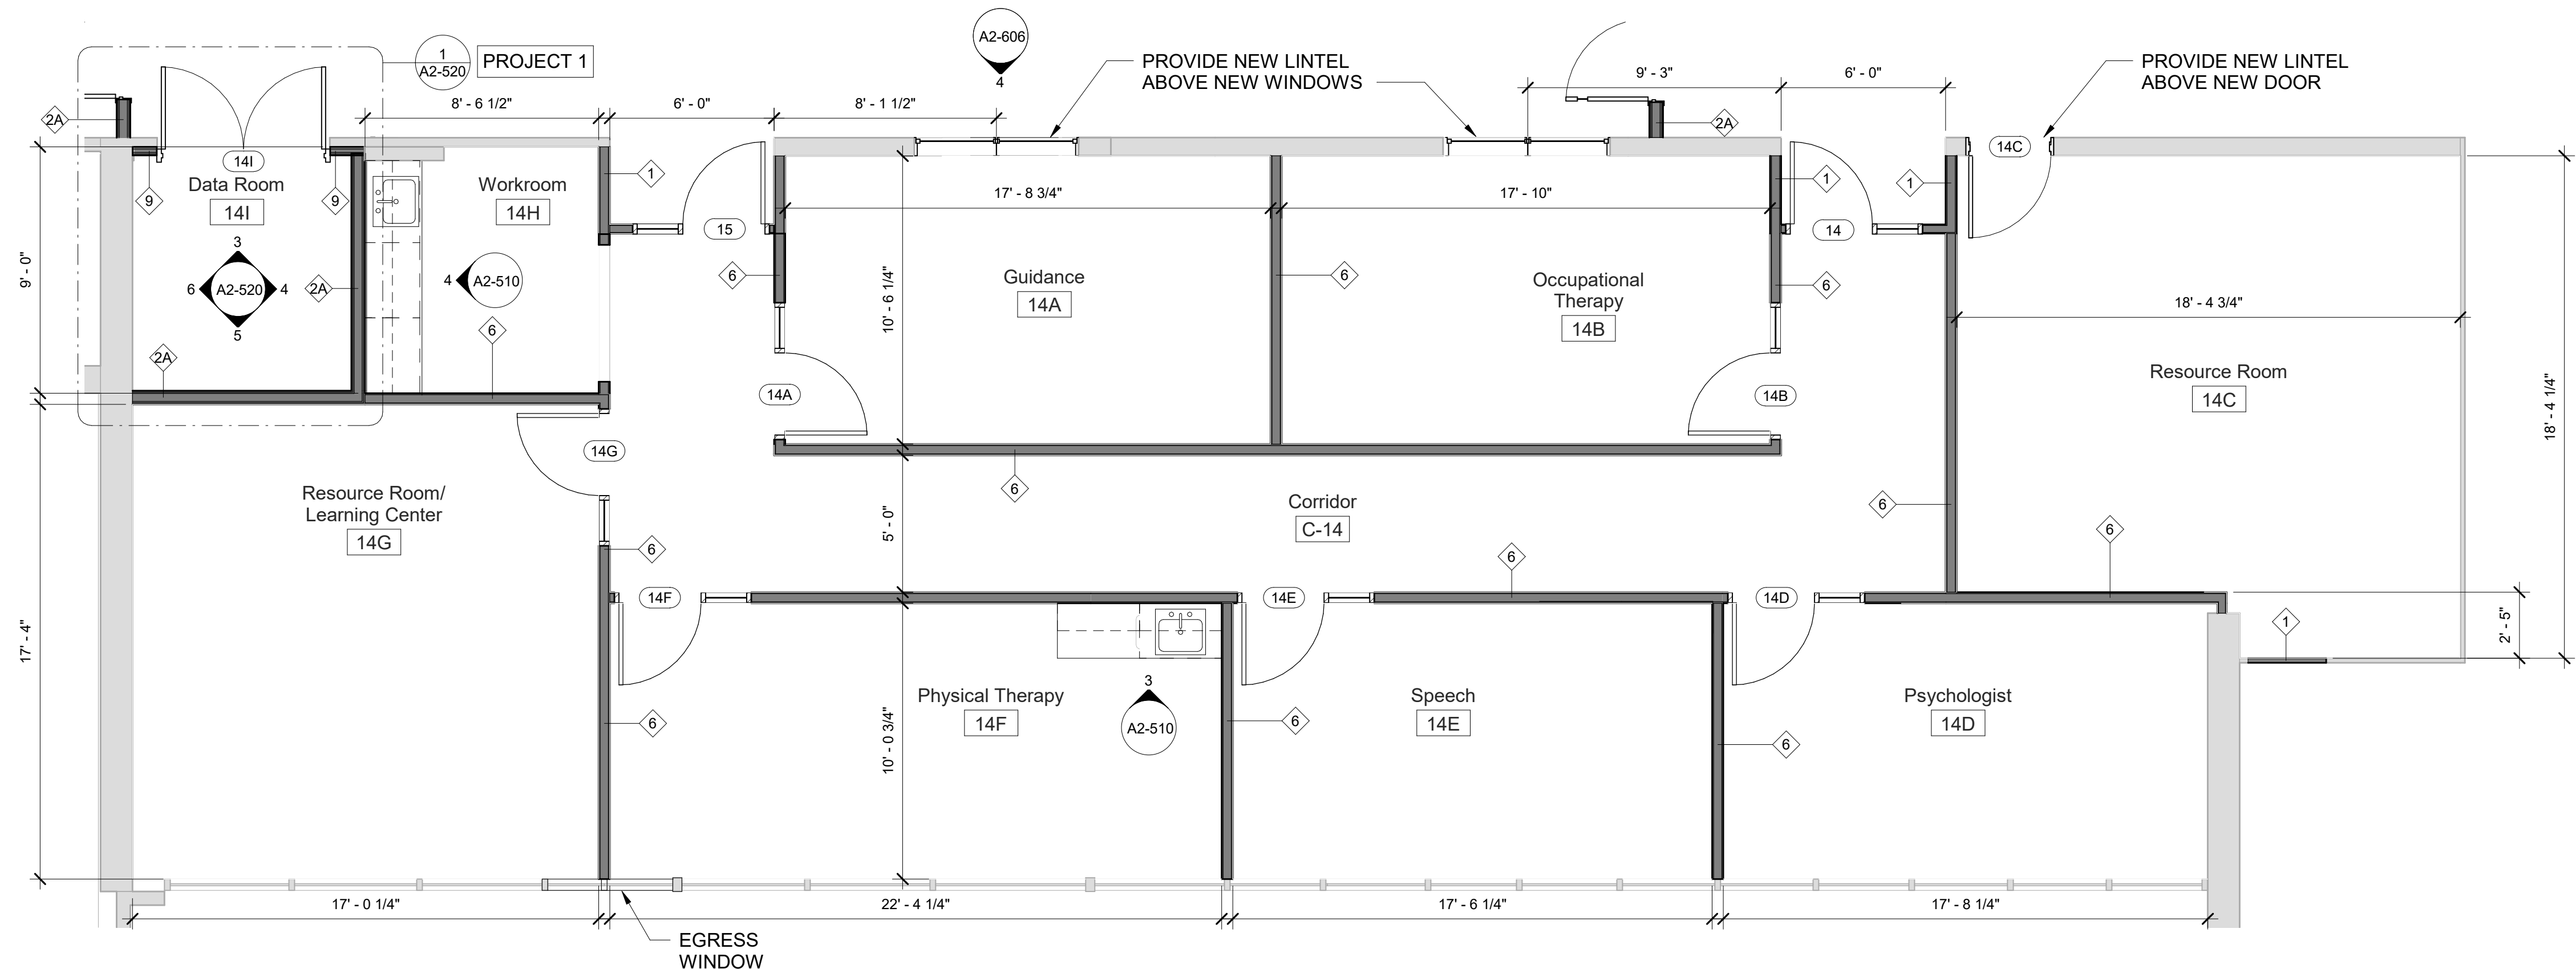 A2-606
4
1
A2-520
PROJECT 1
PROVIDE NEW LINTEL
ABOVE NEW WINDOWS
PROVIDE NEW LINTEL
ABOVE NEW DOOR
9' - 3"
6' - 0"
8' - 6 1/2"
6' - 0"
8' - 1 1/2"
2A
2A
14I
Data Room
14I
9
9
Workroom
14H
1
1
1
14C
17' - 8 3/4"
17' - 10"
15
14
3
6
A2-520
4
5
2A
4
A2-510
6
6
6
Guidance
14A
Occupational
Therapy
14B
9' - 0"
10' - 6 1/4"
18' - 4 3/4"
2A
6
14A
14B
Resource Room
14C
18' - 4 1/4"
14G
Resource Room/
Learning Center
14G
6
Corridor
C-14
6
6
5' - 0"
6
6
14F
14E
14D
17' - 4"
1
2' - 5"
3
A2-510
Physical Therapy
14F
Speech
14E
Psychologist
14D
6
6
6
10' - 0 3/4"
17' - 0 1/4"
22' - 4 1/4"
17' - 6 1/4"
17' - 8 1/4"
EGRESS
WINDOW